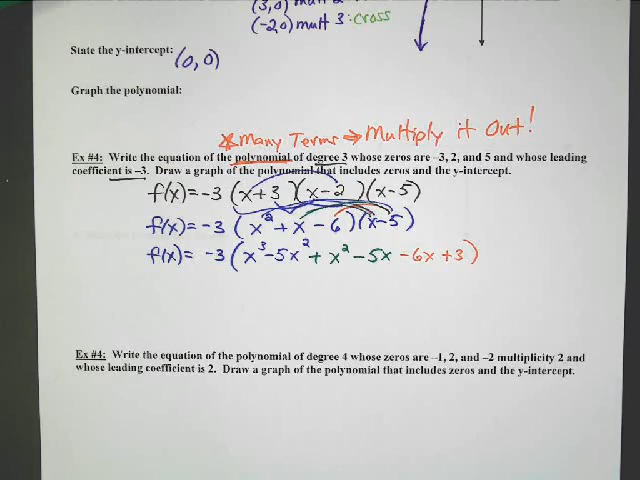 (3,0) mult 2
(-2,0) mult 3: cross
State the y-intercept: (0,0)
Graph the polynomial:
*Many Terms → Multiply it Out!
Ex #4: Write the equation of the polynomial of degree 3 whose zeros are –3, 2, and 5 and whose leading
coefficient is –3. Draw a graph of the polynomial that includes zeros and the y-intercept.
f(x) = -3 (x+3)(x-2)(x-5)
f(x) = -3 (x² + x - 6)(x-5)
f(x) = -3 (x³ -5x² + x² -5x -6x +3)
Ex #4: Write the equation of the polynomial of degree 4 whose zeros are –1, 2, and –2 multiplicity 2 and
whose leading coefficient is 2. Draw a graph of the polynomial that includes zeros and the y-intercept.